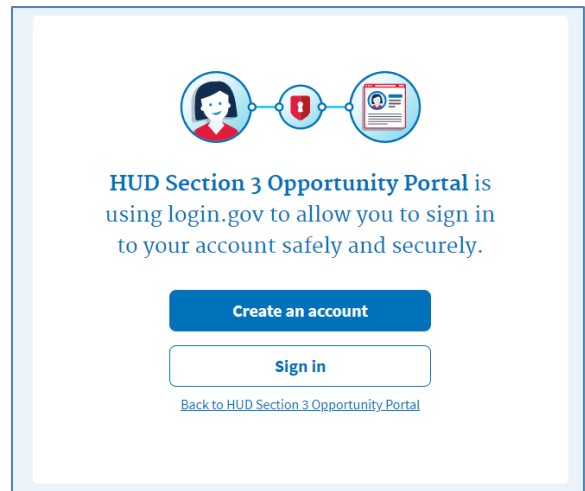 HUD Section 3 Opportunity Portal is
using login.gov to allow you to sign in
to your account safely and securely.
Create an account
Sign in
Back to HUD Section 3 Opportunity Portal